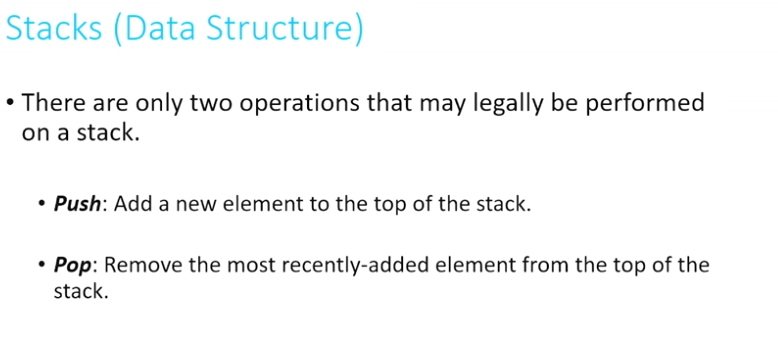 Stacks (Data Structure)
• There are only two operations that may legally be performed
on a stack.
• Push: Add a new element to the top of the stack.
• Pop: Remove the most recently-added element from the top of the
stack.